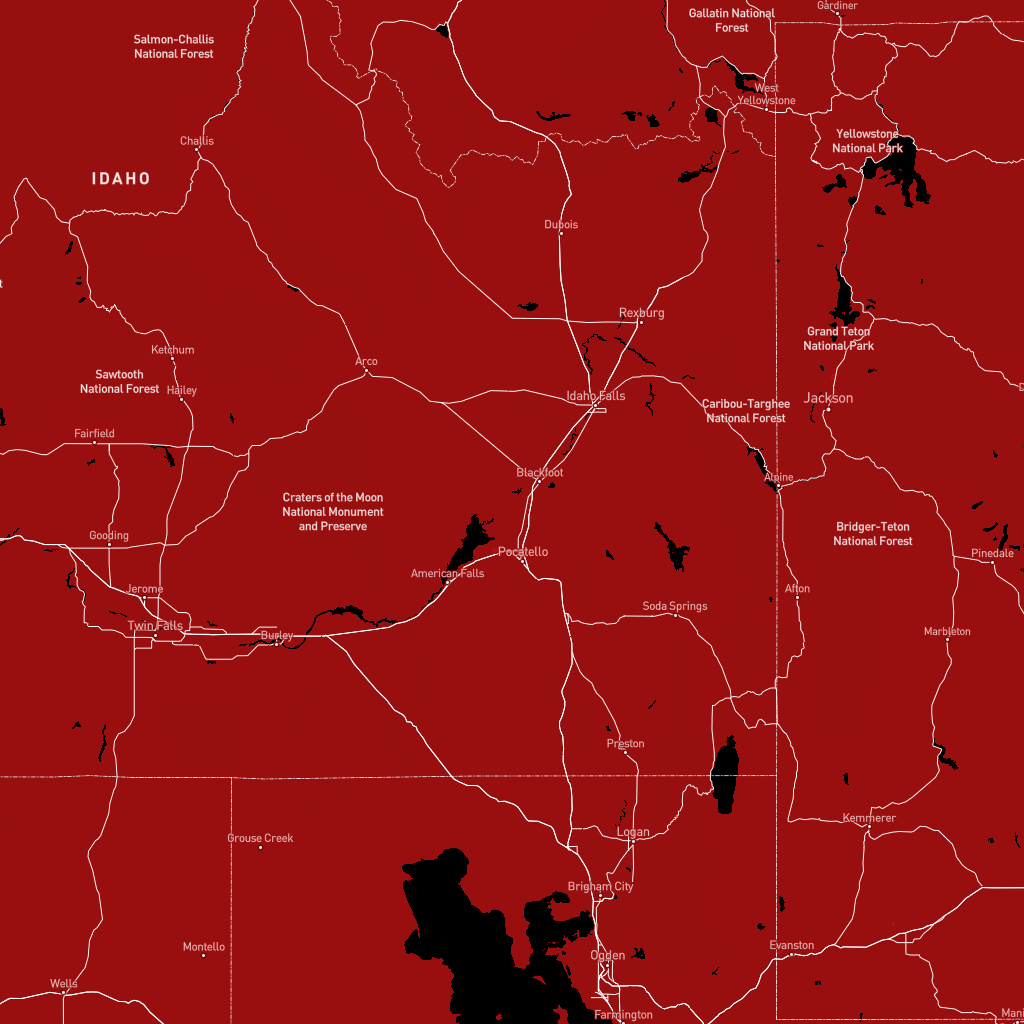 Gardiner
Gallatin National
Forest
Salmon-Challis
National Forest
West
Yellowstone
Challis
Yellowstone
National Park
IDAHO
Dubois
Rexburg
Grand Teton
National Park
Ketchum
Arco
Sawtooth
National Forest
Hailey
Idaho Falls
Jackson
Caribou-Targhee
National Forest
Fairfield
Blackfoot
Alpine
Craters of the Moon
National Monument
and Preserve
Bridger-Teton
National Forest
Gooding
Pocatello
Pinedale
American Falls
Jerome
Afton
Soda Springs
Twin Falls
Burley
Marbleton
Preston
Kemmerer
Grouse Creek
Logan
Brigham City
Montello
Evanston
Ogden
Wells
Farmington